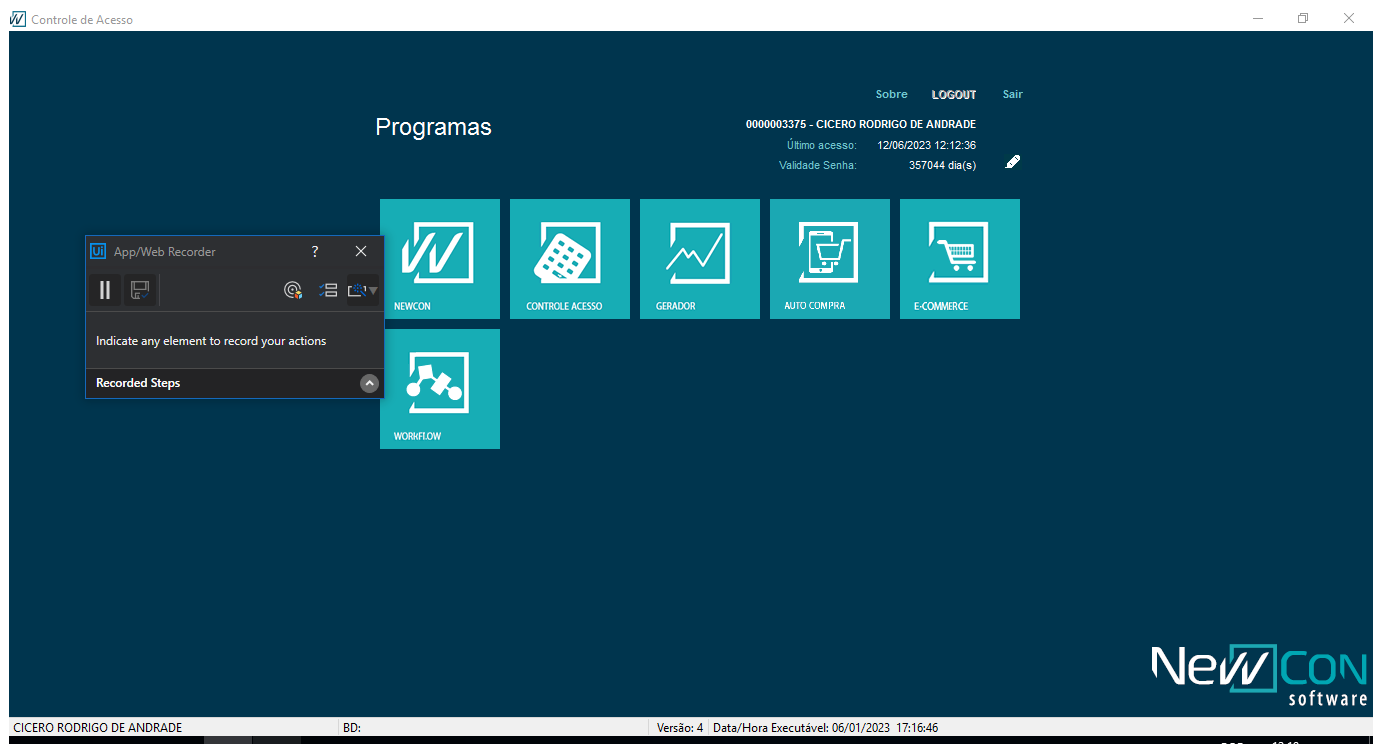 Controle de Acesso
Sobre LOGOUT Sair
Programas
0000003375 - CICERO RODRIGO DE ANDRADE
Último acesso: 12/06/2023 12:12:36
Validade Senha: 357044 dia(s)
Ui App/Web Recorder ?
Indicate any element to record your actions
Recorded Steps
NEWCON
CONTROLE ACESSO
GERADOR
AUTO COMPRA
E-COMMERCE
WORKFLOW
NewCon
software
CICERO RODRIGO DE ANDRADE BD: Versão: 4 Data/Hora Executável: 06/01/2023 17:16:46